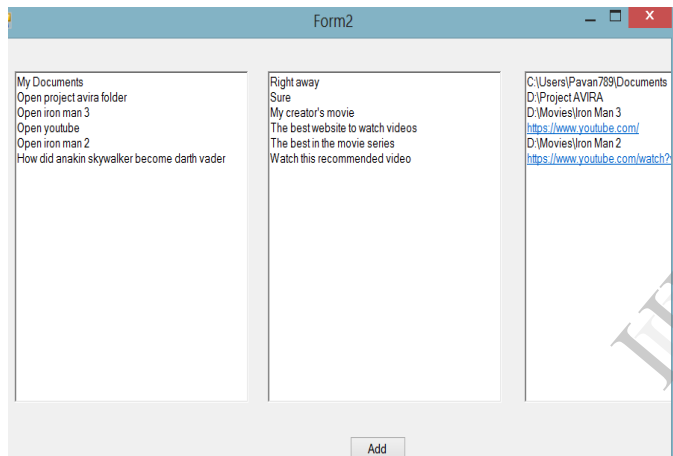 Form2
X
My Documents
Open project avira folder
Open iron man 3
Open youtube
Open iron man 2
How did anakin skywalker become darth vader
Right away
Sure
My creator's movie
The best website to watch videos
The best in the movie series
Watch this recommended video
C:\Users\Pavan789\Documents
D:\Project AVIRA
D:\Movies\Iron Man 3
https://www.youtube.com/
D:\Movies\Iron Man 2
https://www.youtube.com/watch?
Add